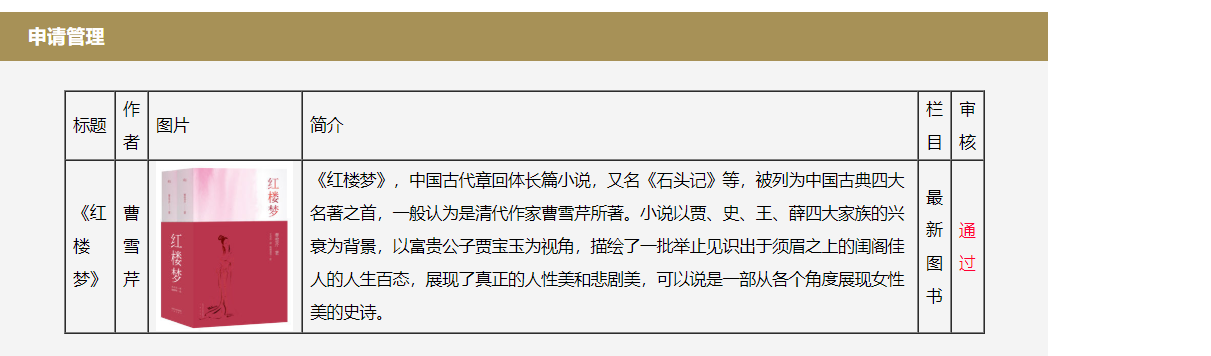 申请管理
标题
作
者
图片
简介
栏
目
审
核
《红
楼
梦》
曹
雪
芹
红楼梦
红楼梦
《红楼梦》，中国古代章回体长篇小说，又名《石头记》等，被列为中国古典四大
名著之首，一般认为是清代作家曹雪芹所著。小说以贾、史、王、薛四大家族的兴
衰为背景，以富贵公子贾宝玉为视角，描绘了一批举止见识出于须眉之上的闺阁佳
人的人生百态，展现了真正的人性美和悲剧美，可以说是一部从各个角度展现女性
美的史诗。
最
新
图
书
通
过